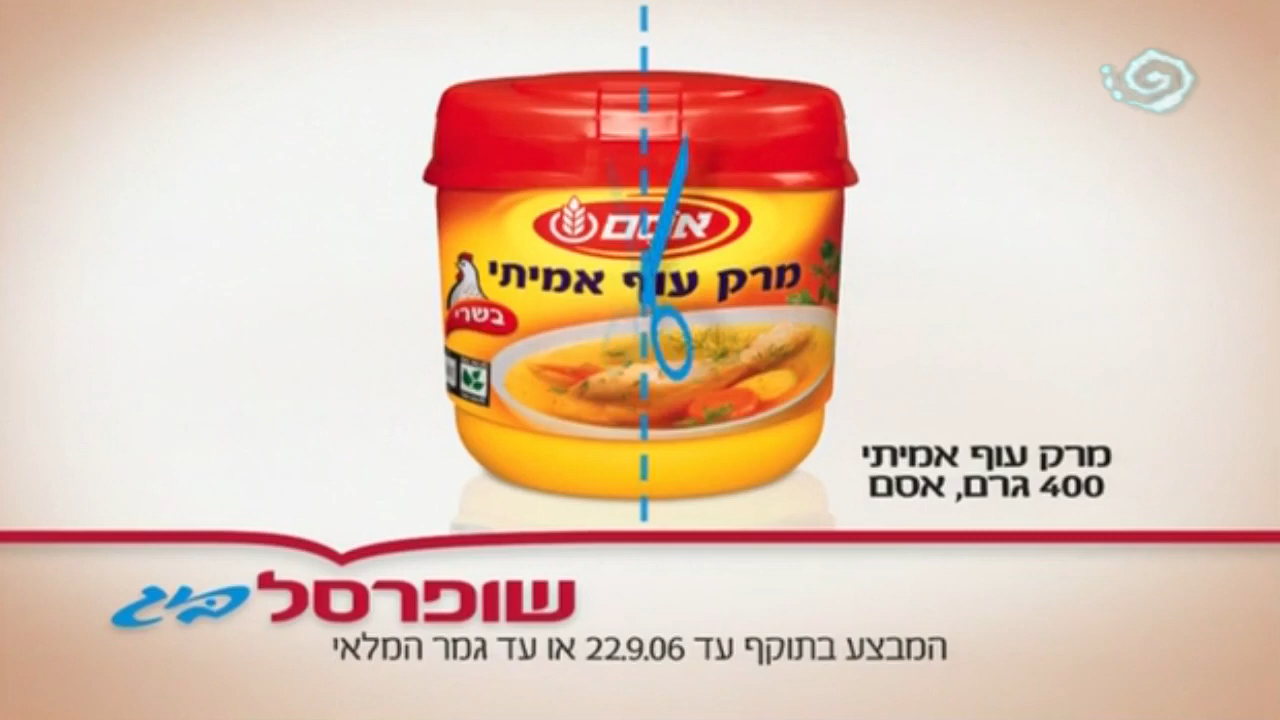 אסם
מרק עוף אמיתי
בשרי
מרק עוף אמיתי
400 גרם, אסם
שופרסל ביג
המבצע בתוקף עד 22.9.06 או עד גמר המלאי